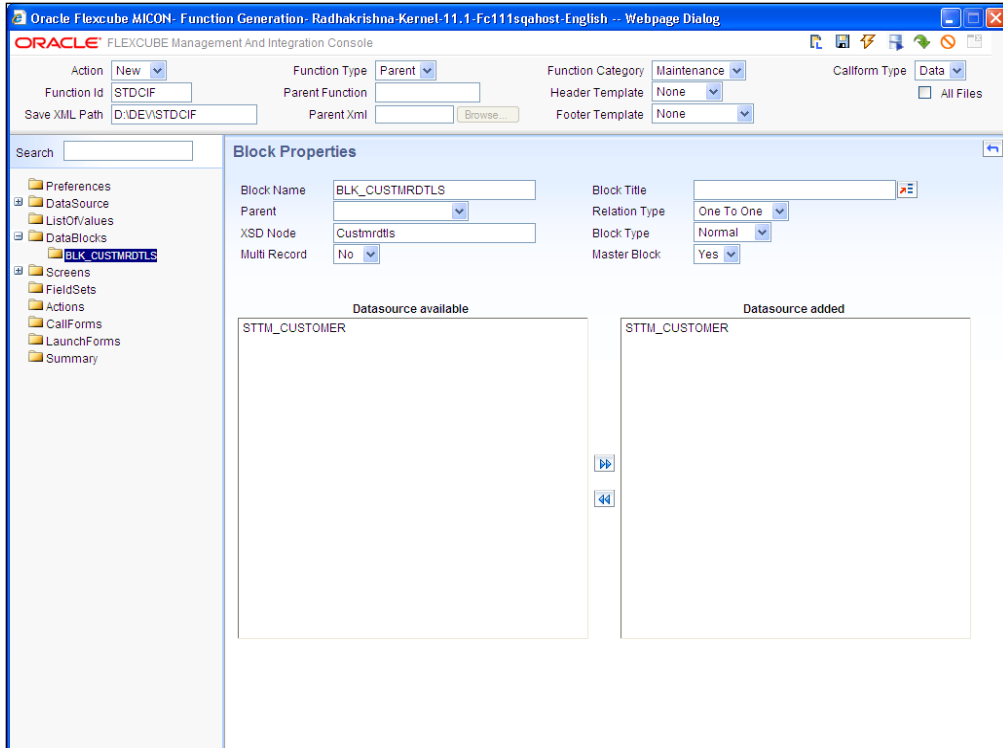 Oracle Flexcube MICON- Function Generation- Radhakrishna-Kernel-11.1-Fc111sqahost-English -- Webpage Dialog
ORACLE® FLEXCUBE Management And Integration Console
Action New Function Type Parent Function Category Maintenance Callform Type Data
Function Id STDCIF Parent Function Header Template None All Files
Save XML Path D:\DEV\STDCIF Parent Xml Browse... Footer Template None
Search
Preferences
DataSource
ListOfValues
DataBlocks
BLK_CUSTMRDTLS
Screens
FieldSets
Actions
CallForms
LaunchForms
Summary
Block Properties
Block Name BLK_CUSTMRDTLS Block Title
Parent Relation Type One To One
XSD Node Custmrdtls Block Type Normal
Multi Record No Master Block Yes
Datasource available Datasource added
STTM_CUSTOMER STTM_CUSTOMER